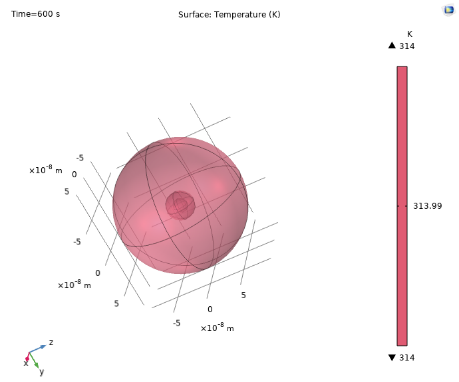 Time=600 s
Surface: Temperature (K)
K
▲ 314
313.99
▼ 314
-5
0
5
×10⁻⁸ m
-5
0
5
×10⁻⁸ m
-5
0
5
×10⁻⁸ m
z
x
y